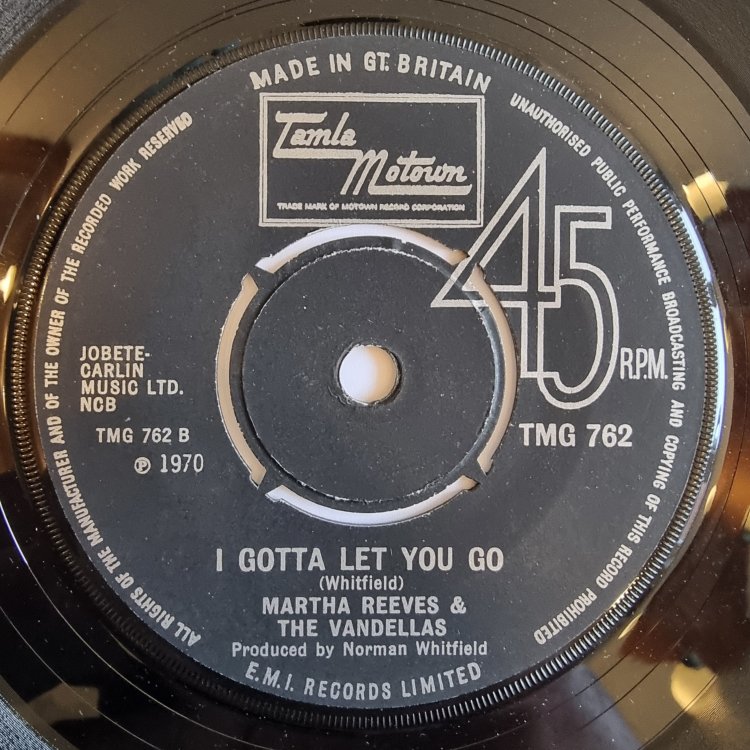 MADE IN GT. BRITAIN
UNAUTHORISED PUBLIC PERFORMANCE BROADCASTING AND COPYING OF THIS RECORD PROHIBITED
ALL RIGHTS OF THE MANUFACTURER AND OF THE OWNER OF THE RECORDED WORK RESERVED
Tamla
Motown
TRADE MARK OF MOTOWN RECORD CORPORATION
45
R.P.M.
JOBETE-
CARLIN
MUSIC LTD.
NCB
TMG 762 B
℗ 1970
TMG 762
I GOTTA LET YOU GO
(Whitfield)
MARTHA REEVES &
THE VANDELLAS
Produced by Norman Whitfield
E.M.I. RECORDS LIMITED